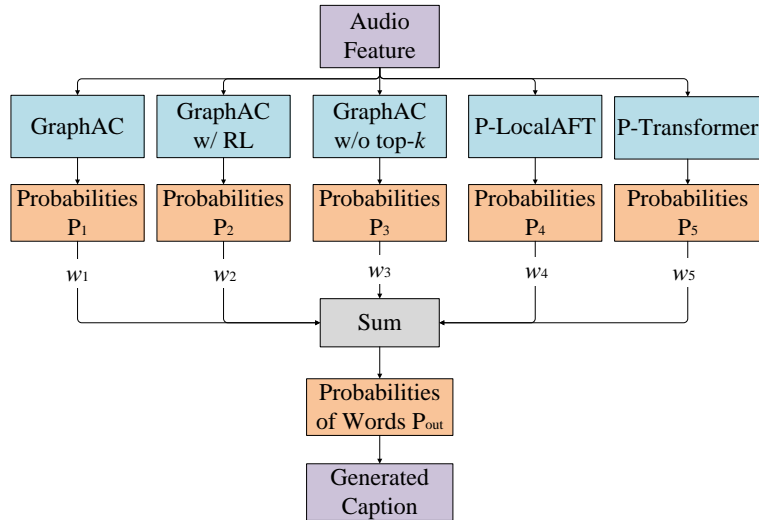 Audio
Feature
GraphAC
GraphAC
w/ RL
GraphAC
w/o top-k
P-LocalAFT
P-Transformer
Probabilities
P1
Probabilities
P2
Probabilities
P3
Probabilities
P4
Probabilities
P5
w1
w2
w3
w4
w5
Sum
Probabilities
of Words Pout
Generated
Caption